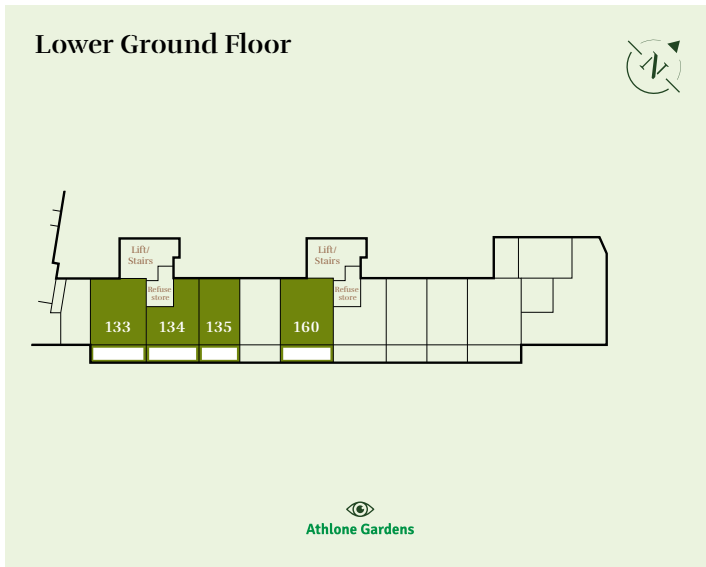 Lower Ground Floor
N
Lift/
Stairs
Lift/
Stairs
Refuse
store
Refuse
store
133
134
135
160
Athlone Gardens